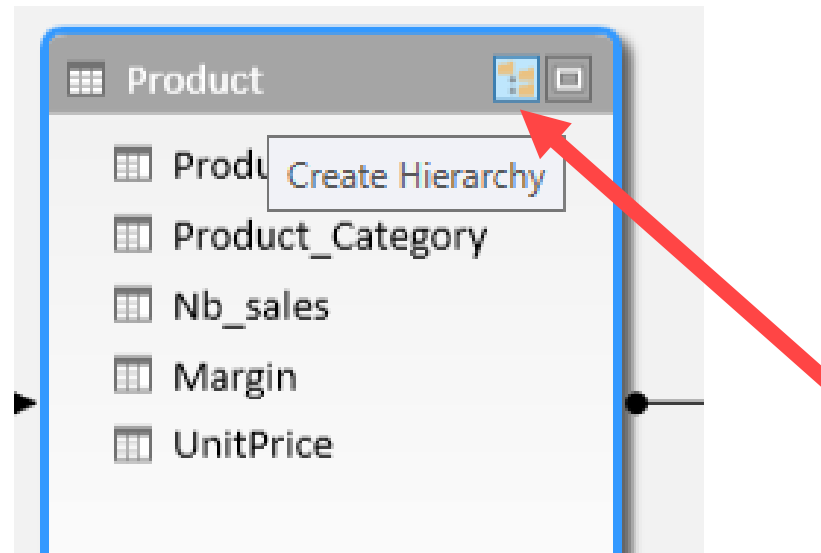 Product
Produ
Create Hierarchy
Product_Category
Nb_sales
Margin
UnitPrice